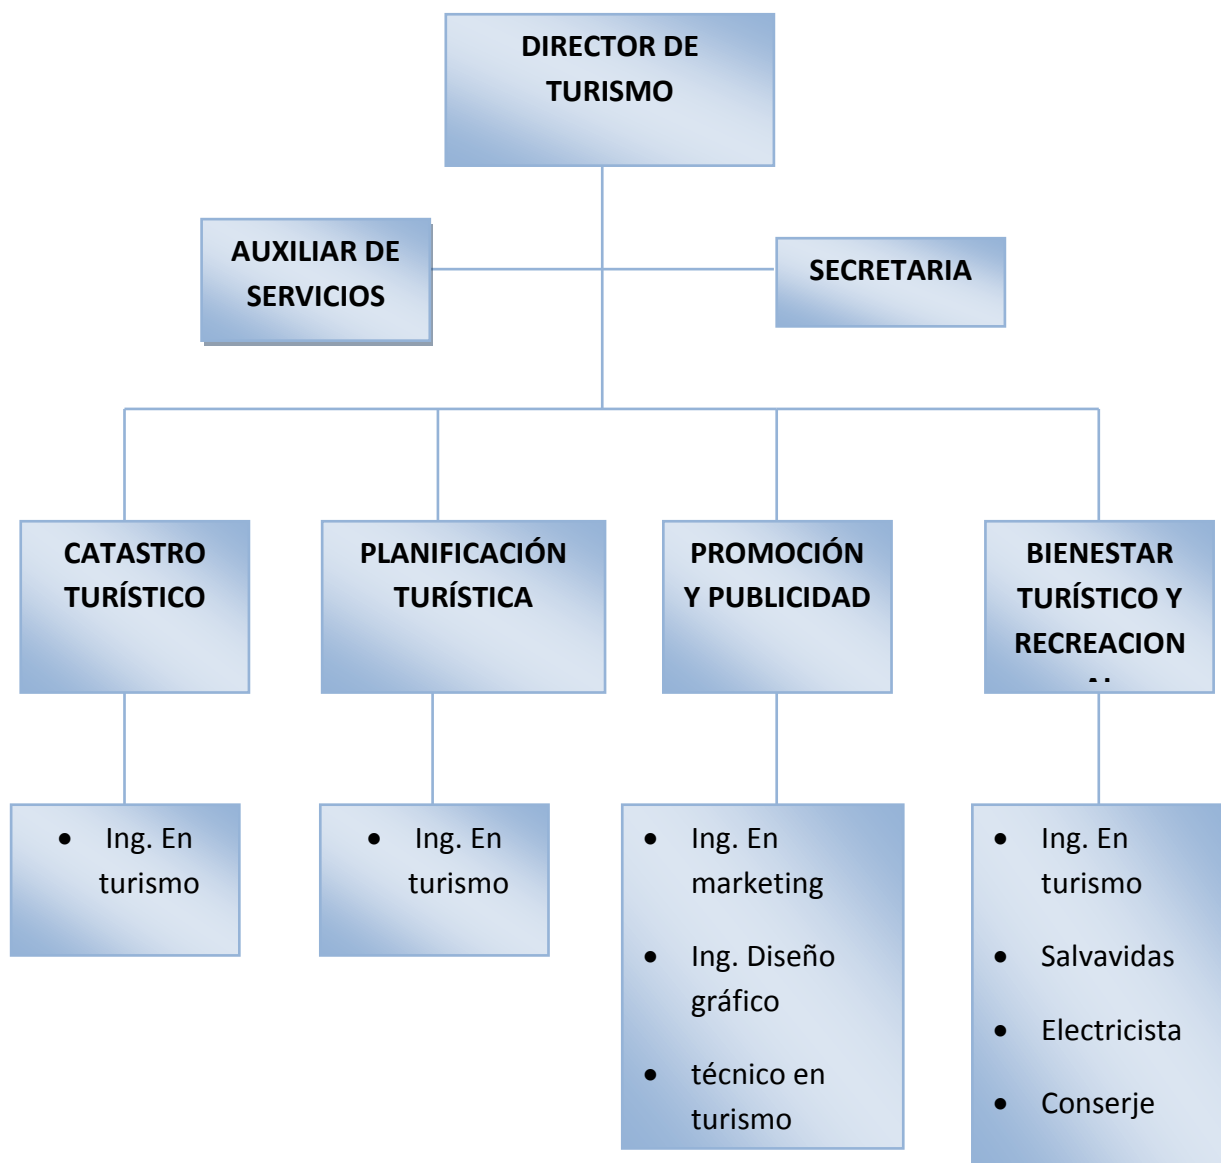 DIRECTOR DE
TURISMO
AUXILIAR DE
SERVICIOS
SECRETARIA
CATASTRO
TURÍSTICO
PLANIFICACIÓN
TURÍSTICA
PROMOCIÓN
Y PUBLICIDAD
BIENESTAR
TURÍSTICO Y
RECREACION
• Ing. En
turismo
• Ing. En
turismo
• Ing. En
marketing
• Ing. Diseño
gráfico
• técnico en
turismo
• Ing. En
turismo
• Salvavidas
• Electricista
• Conserje